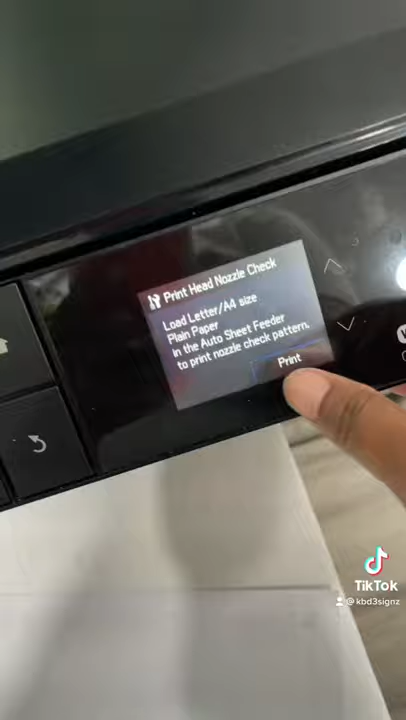 Print Head Nozzle Check
Load Letter/A4 size
Plain Paper
in the Auto Sheet Feeder
to print nozzle check pattern.
Print
TikTok
@kbd3signz